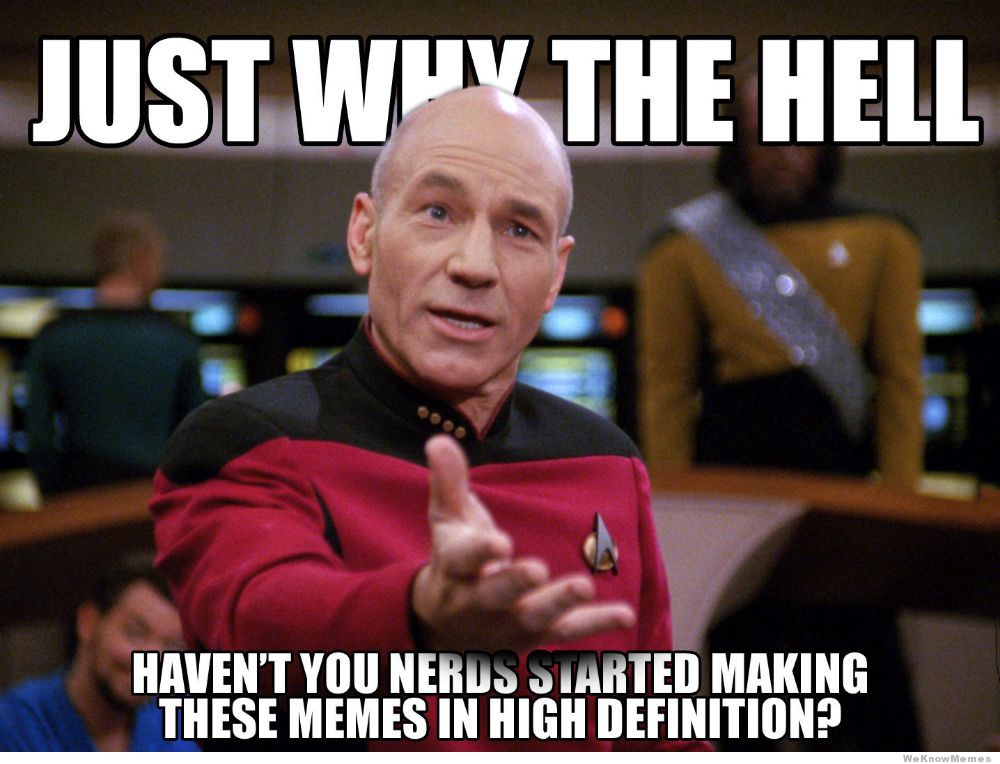 JUST WHY THE HELL
HAVEN'T YOU NERDS STARTED MAKING
THESE MEMES IN HIGH DEFINITION?
WeKnowMemes